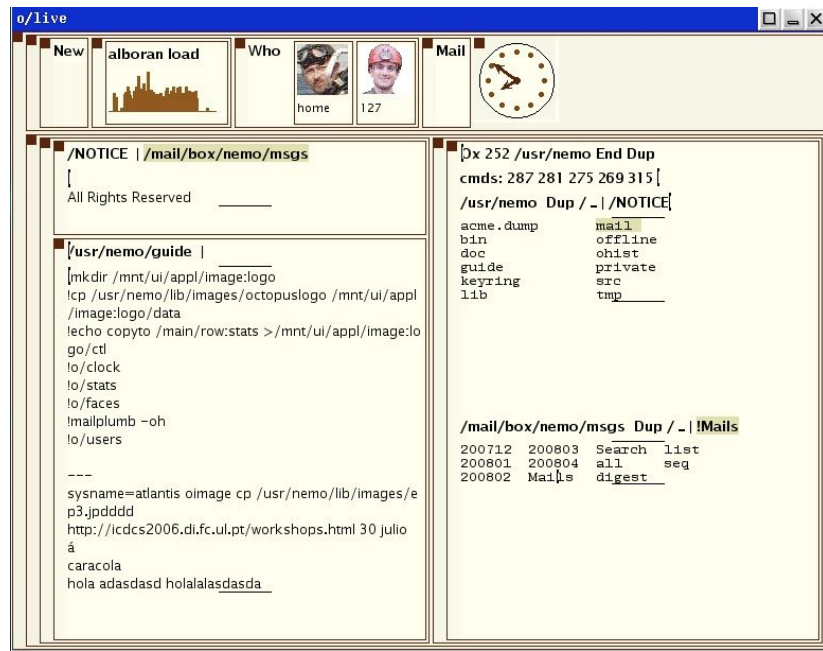 o/live
New
alboran load
Who
home
127
Mail
/NOTICE | /mail/box/nemo/msgs
All Rights Reserved
/usr/nemo/guide |
mkdir /mnt/ui/appl/image:logo
!cp /usr/nemo/lib/images/octopuslogo /mnt/ui/appl
/image:logo/data
!echo copyto /main/row:stats >/mnt/ui/appl/image:lo
go/ctl
!o/clock
!o/stats
!o/faces
!mailplumb -oh
!o/users
---
sysname=atlantis oimage cp /usr/nemo/lib/images/e
p3.jpdddd
http://icdcs2006.di.fc.ul.pt/workshops.html 30 julio
á
caracola
hola adasdasd holalalasdasda
Ox 252 /usr/nemo End Dup
cmds: 287 281 275 269 315
/usr/nemo Dup / _ | /NOTICE
acme.dump mail
bin offline
doc ohist
guide private
keyring src
lib tmp
/mail/box/nemo/msgs Dup / _ | !Mails
200712 200803 Search list
200801 200804 all seq
200802 Mails digest